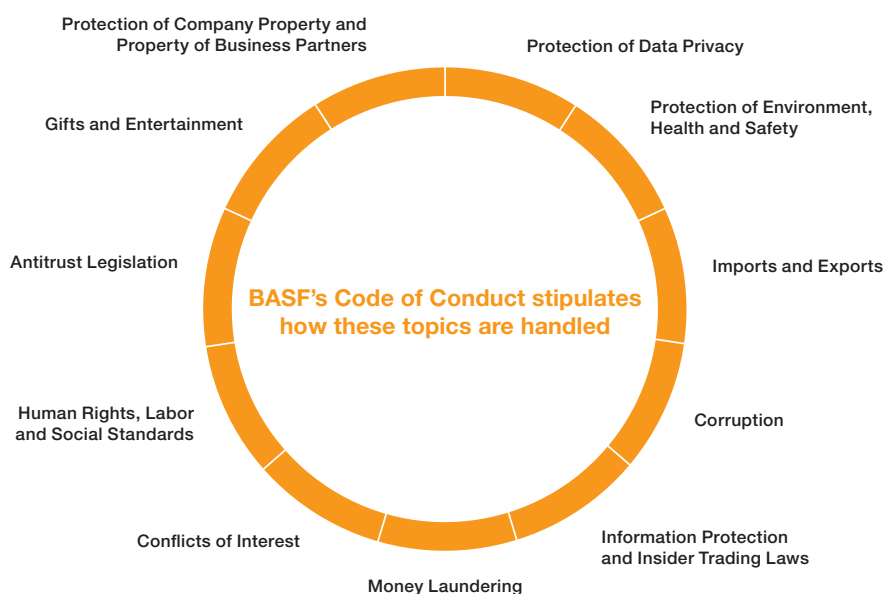 Protection of Company Property and
Property of Business Partners
Protection of Data Privacy
Protection of Environment,
Health and Safety
Gifts and Entertainment
Antitrust Legislation
Imports and Exports
BASF’s Code of Conduct stipulates
how these topics are handled
Human Rights, Labor
and Social Standards
Corruption
Conflicts of Interest
Information Protection
and Insider Trading Laws
Money Laundering